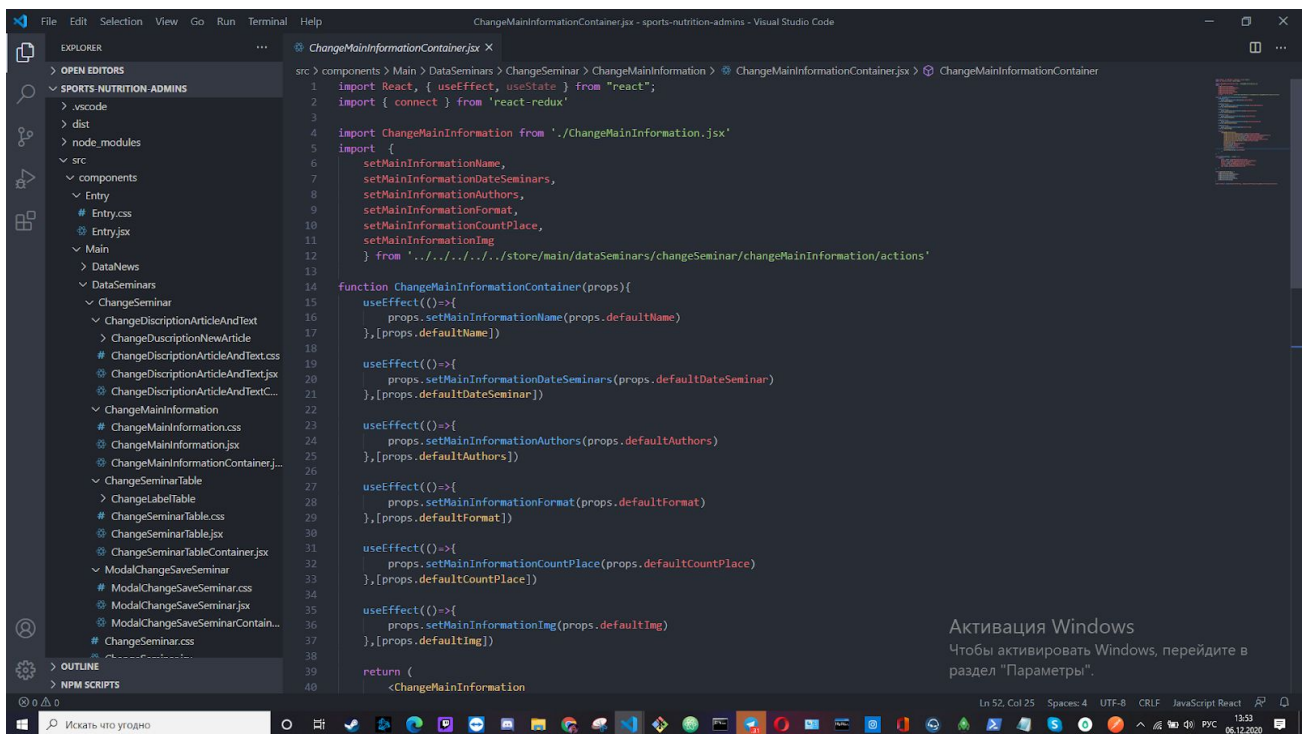 File Edit Selection View Go Run Terminal Help
ChangeMainInformationContainer.jsx - sports-nutrition-admins - Visual Studio Code
EXPLORER
OPEN EDITORS
SPORTS-NUTRITION-ADMINS
.vscode
dist
node_modules
src
components
Entry
# Entry.css
Entry.jsx
Main
DataNews
DataSeminars
ChangeSeminar
ChangeDiscriptionArticleAndText
ChangeDuscriptionNewArticle
# ChangeDiscriptionArticleAndText.css
ChangeDiscriptionArticleAndText.jsx
ChangeDiscriptionArticleAndTextC...
ChangeMainInformation
# ChangeMainInformation.css
ChangeMainInformation.jsx
ChangeMainInformationContainer.j...
ChangeSeminarTable
ChangeLabelTable
# ChangeSeminarTable.css
ChangeSeminarTable.jsx
ChangeSeminarTableContainer.jsx
ModalChangeSaveSeminar
# ModalChangeSaveSeminar.css
ModalChangeSaveSeminar.jsx
ModalChangeSaveSeminarContain...
# ChangeSeminar.css
OUTLINE
NPM SCRIPTS
ChangeMainInformationContainer.jsx
src > components > Main > DataSeminars > ChangeSeminar > ChangeMainInformation > ChangeMainInformationContainer.jsx > ChangeMainInformationContainer
1 import React, { useEffect, useState } from "react";
2 import { connect } from 'react-redux'
3
4 import ChangeMainInformation from './ChangeMainInformation.jsx'
5 import {
6 setMainInformationName,
7 setMainInformationDateSeminars,
8 setMainInformationAuthors,
9 setMainInformationFormat,
10 setMainInformationCountPlace,
11 setMainInformationImg
12 } from '../../../../../store/main/dataSeminars/changeSeminar/changeMainInformation/actions'
13
14 function ChangeMainInformationContainer(props){
15 useEffect(()=>{
16 props.setMainInformationName(props.defaultName)
17 },[props.defaultName])
18
19 useEffect(()=>{
20 props.setMainInformationDateSeminars(props.defaultDateSeminar)
21 },[props.defaultDateSeminar])
22
23 useEffect(()=>{
24 props.setMainInformationAuthors(props.defaultAuthors)
25 },[props.defaultAuthors])
26
27 useEffect(()=>{
28 props.setMainInformationFormat(props.defaultFormat)
29 },[props.defaultFormat])
30
31 useEffect(()=>{
32 props.setMainInformationCountPlace(props.defaultCountPlace)
33 },[props.defaultCountPlace])
34
35 useEffect(()=>{
36 props.setMainInformationImg(props.defaultImg)
37 },[props.defaultImg])
38
39 return (
40 <ChangeMainInformation
Активация Windows
Чтобы активировать Windows, перейдите в
раздел "Параметры".
0 0
Ln 52, Col 25 Spaces: 4 UTF-8 CRLF JavaScript React
Искать что угодно
РУС
13:53
06.12.2020